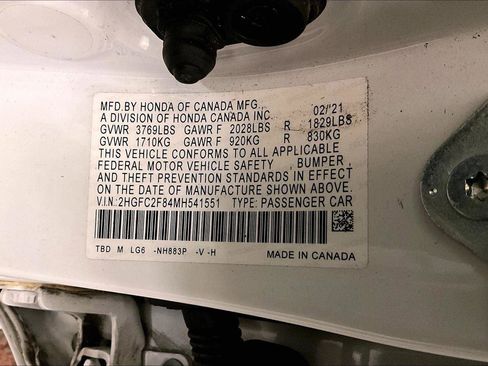 MFD.BY HONDA OF CANADA MFG., 02/'21
A DIVISION OF HONDA CANADA INC.
GVWR 3769LBS GAWR F 2028LBS R 1829LBS
GVWR 1710KG GAWR F 920KG R 830KG
THIS VEHICLE CONFORMS TO ALL APPLICABLE
FEDERAL MOTOR VEHICLE SAFETY , BUMPER ,
AND THEFT PREVENTION STANDARDS IN EFFECT
ON THE DATE OF MANUFACTURE SHOWN ABOVE.
V.I.N.:2HGFC2F84MH541551 TYPE: PASSENGER CAR
TBD M LG6 -NH883P -V -H MADE IN CANADA